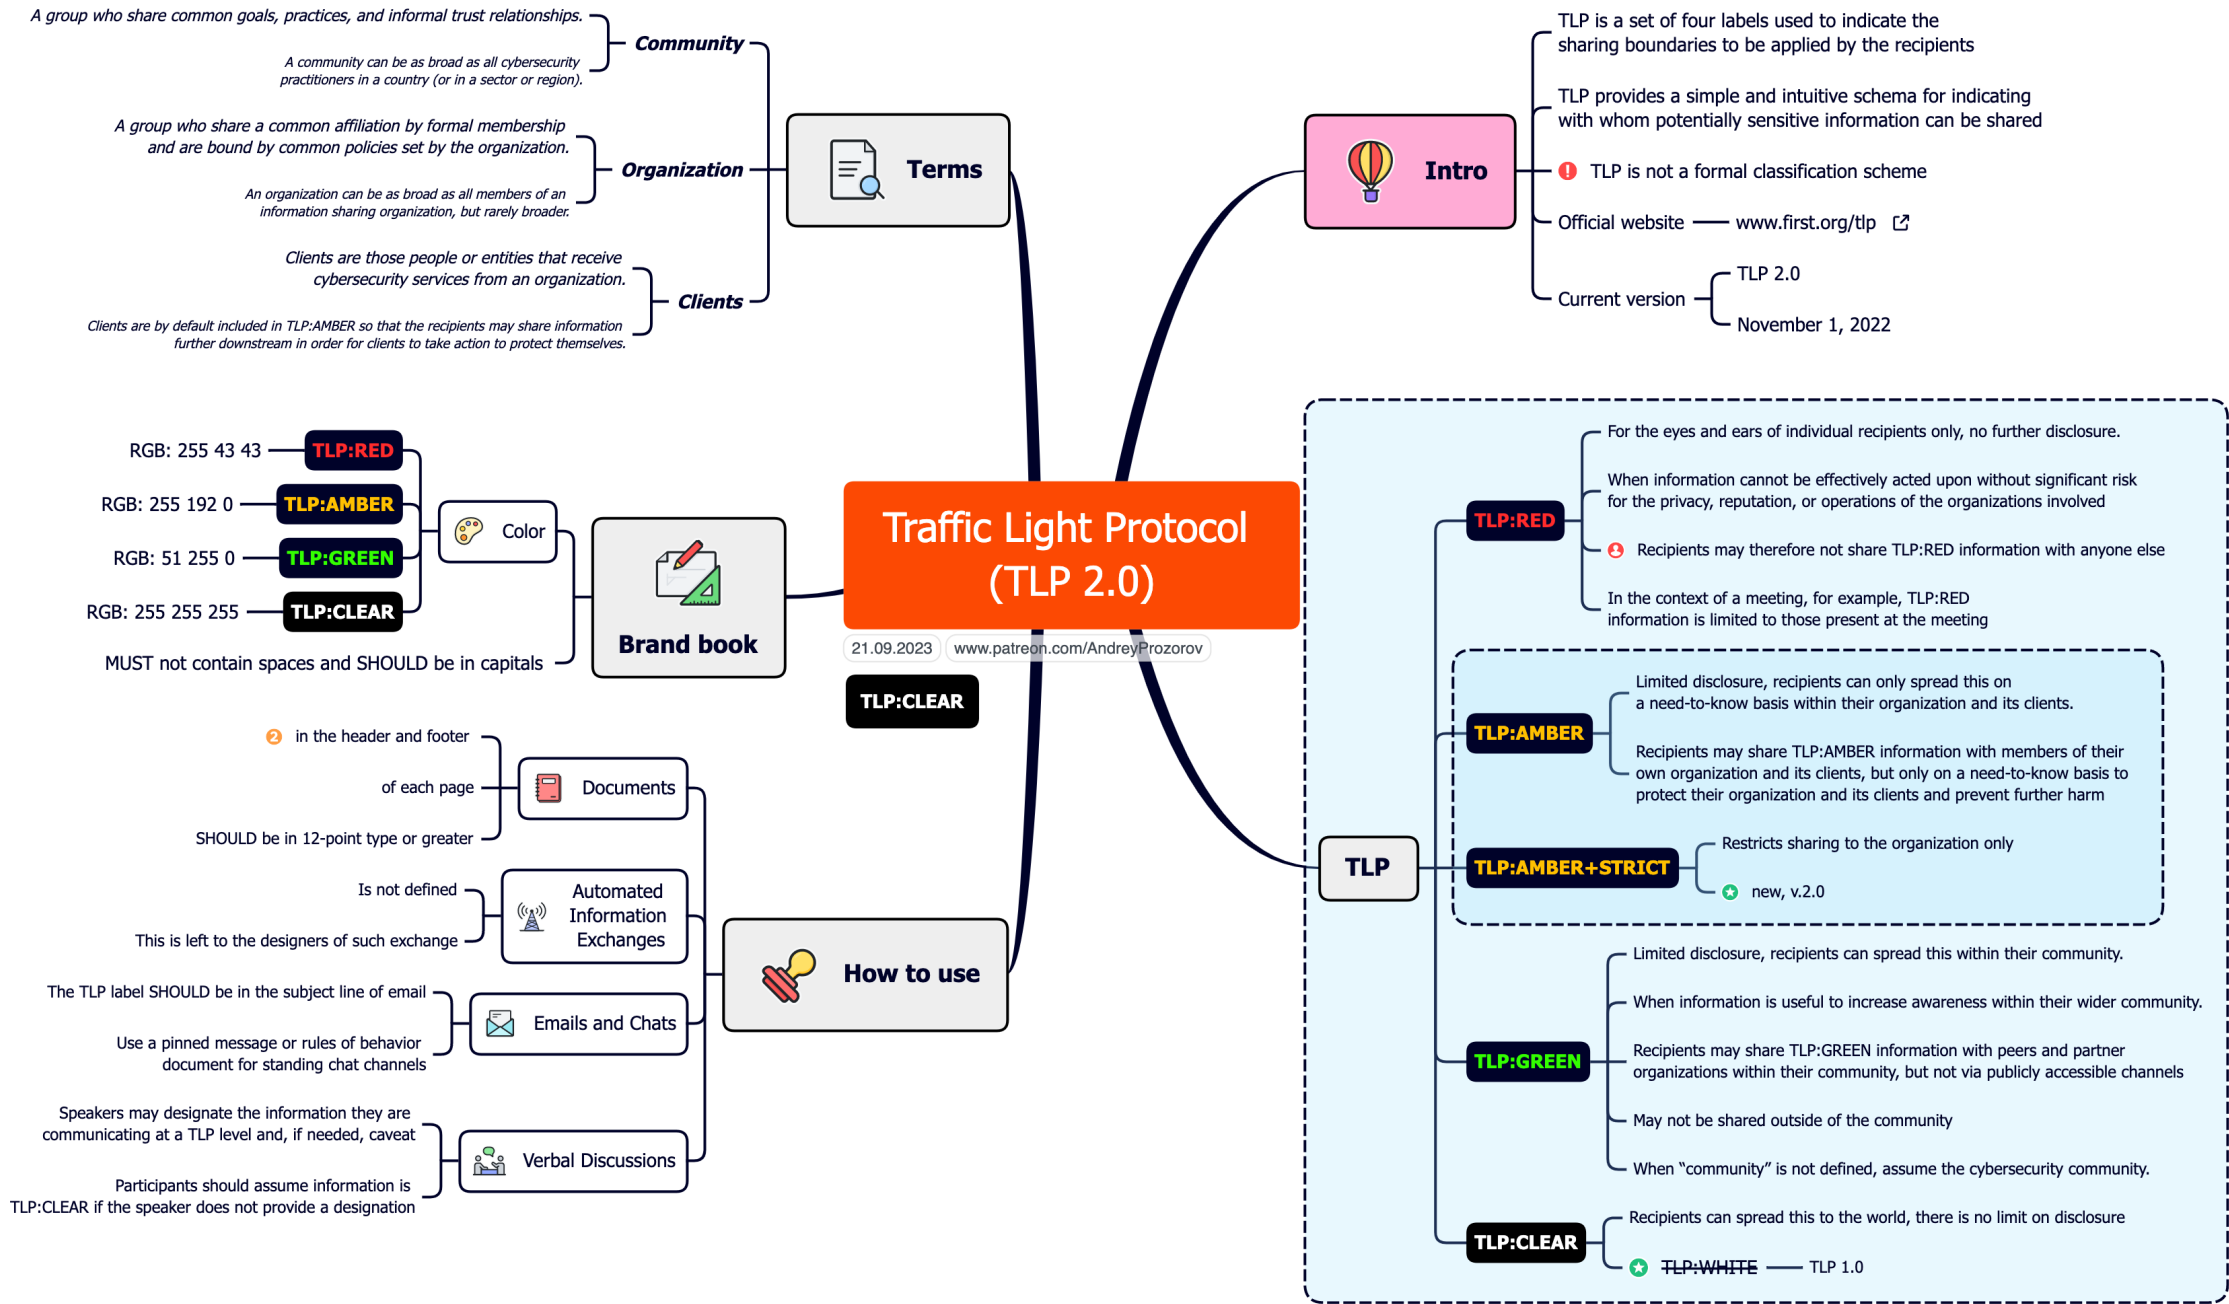 A group who share common goals, practices, and informal trust relationships.
Community
A community can be as broad as all cybersecurity
practitioners in a country (or in a sector or region).
A group who share a common affiliation by formal membership
and are bound by common policies set by the organization.
Organization
An organization can be as broad as all members of an
information sharing organization, but rarely broader.
Clients are those people or entities that receive
cybersecurity services from an organization.
Clients
Clients are by default included in TLP:AMBER so that the recipients may share information
further downstream in order for clients to take action to protect themselves.
Terms
TLP is a set of four labels used to indicate the
sharing boundaries to be applied by the recipients
TLP provides a simple and intuitive schema for indicating
with whom potentially sensitive information can be shared
Intro
! TLP is not a formal classification scheme
Official website
www.first.org/tlp
Current version
TLP 2.0
November 1, 2022
RGB: 255 43 43
TLP:RED
RGB: 255 192 0
TLP:AMBER
Color
RGB: 51 255 0
TLP:GREEN
RGB: 255 255 255
TLP:CLEAR
MUST not contain spaces and SHOULD be in capitals
Brand book
Traffic Light Protocol
(TLP 2.0)
21.09.2023
www.patreon.com/AndreyProzorov
TLP:CLEAR
2 in the header and footer
of each page
SHOULD be in 12-point type or greater
Documents
Is not defined
This is left to the designers of such exchange
Automated
Information
Exchanges
How to use
The TLP label SHOULD be in the subject line of email
Use a pinned message or rules of behavior
document for standing chat channels
Emails and Chats
Speakers may designate the information they are
communicating at a TLP level and, if needed, caveat
Participants should assume information is
TLP:CLEAR if the speaker does not provide a designation
Verbal Discussions
TLP
TLP:RED
For the eyes and ears of individual recipients only, no further disclosure.
When information cannot be effectively acted upon without significant risk
for the privacy, reputation, or operations of the organizations involved
Recipients may therefore not share TLP:RED information with anyone else
In the context of a meeting, for example, TLP:RED
information is limited to those present at the meeting
TLP:AMBER
Limited disclosure, recipients can only spread this on
a need-to-know basis within their organization and its clients.
Recipients may share TLP:AMBER information with members of their
own organization and its clients, but only on a need-to-know basis to
protect their organization and its clients and prevent further harm
TLP:AMBER+STRICT
Restricts sharing to the organization only
new, v.2.0
TLP:GREEN
Limited disclosure, recipients can spread this within their community.
When information is useful to increase awareness within their wider community.
Recipients may share TLP:GREEN information with peers and partner
organizations within their community, but not via publicly accessible channels
May not be shared outside of the community
When “community” is not defined, assume the cybersecurity community.
TLP:CLEAR
Recipients can spread this to the world, there is no limit on disclosure
TLP:WHITE
TLP 1.0